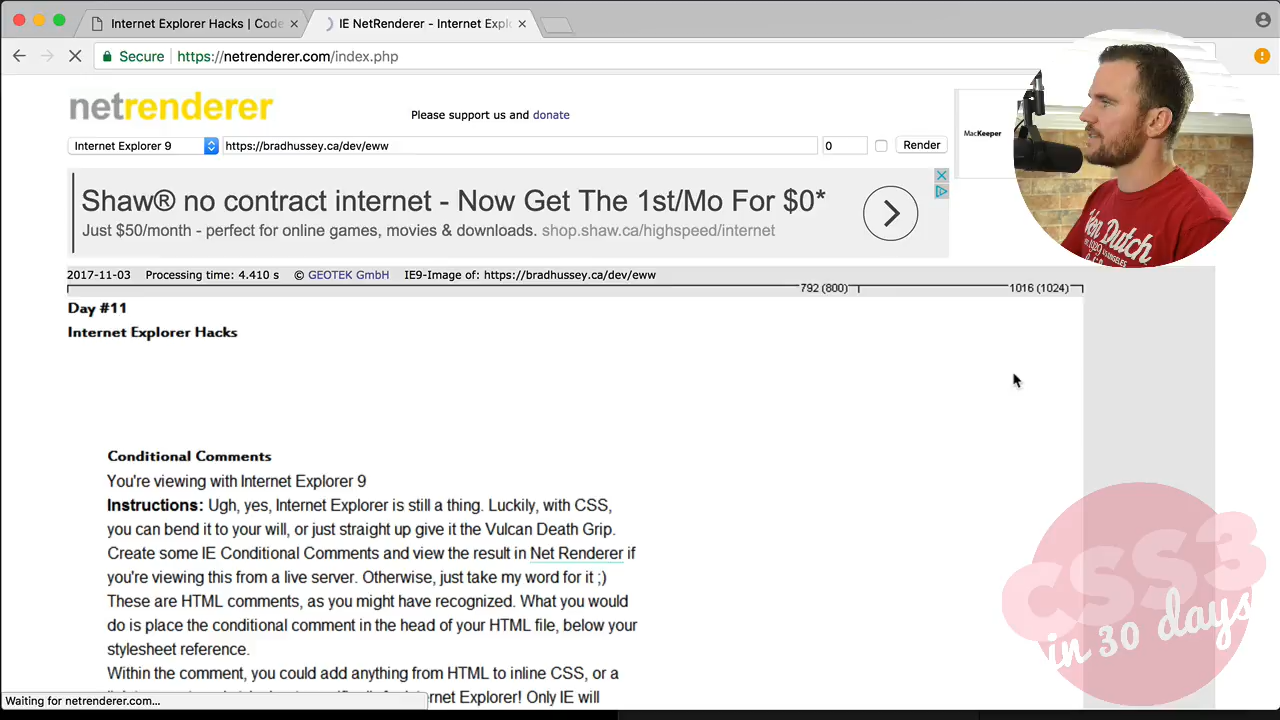 Internet Explorer Hacks | Code
IE NetRenderer - Internet Explo
Secure https://netrenderer.com/index.php
netrenderer
Please support us and donate
MacKeeper
Internet Explorer 9 https://bradhussey.ca/dev/eww 0 Render
Shaw® no contract internet - Now Get The 1st/Mo For $0*
Just $50/month - perfect for online games, movies & downloads. shop.shaw.ca/highspeed/internet
2017-11-03 Processing time: 4.410 s © GEOTEK GmbH IE9-Image of: https://bradhussey.ca/dev/eww
792 (800) 1016 (1024)
Day #11
Internet Explorer Hacks
Conditional Comments
You're viewing with Internet Explorer 9
Instructions: Ugh, yes, Internet Explorer is still a thing. Luckily, with CSS,
you can bend it to your will, or just straight up give it the Vulcan Death Grip.
Create some IE Conditional Comments and view the result in Net Renderer if
you're viewing this from a live server. Otherwise, just take my word for it ;)
These are HTML comments, as you might have recognized. What you would
do is place the conditional comment in the head of your HTML file, below your
stylesheet reference.
Within the comment, you could add anything from HTML to inline CSS, or a
Internet Explorer! Only IE will
Waiting for netrenderer.com...
Von Dutch
LOS ANGELES
CSS3
in 30 days